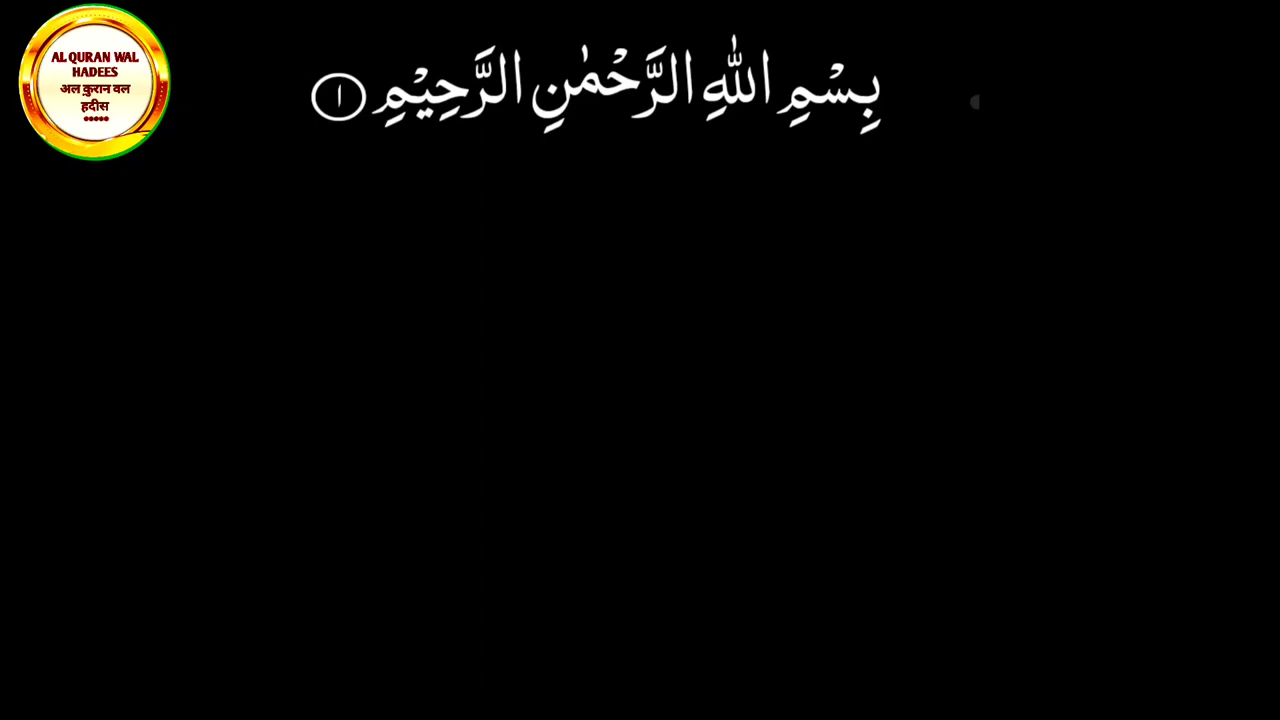 AL QURAN WAL
HADEES
अल क़ुरान वल
हदीस
بِسْمِ اللّٰهِ الرَّحْمٰنِ الرَّحِيْمِ ١